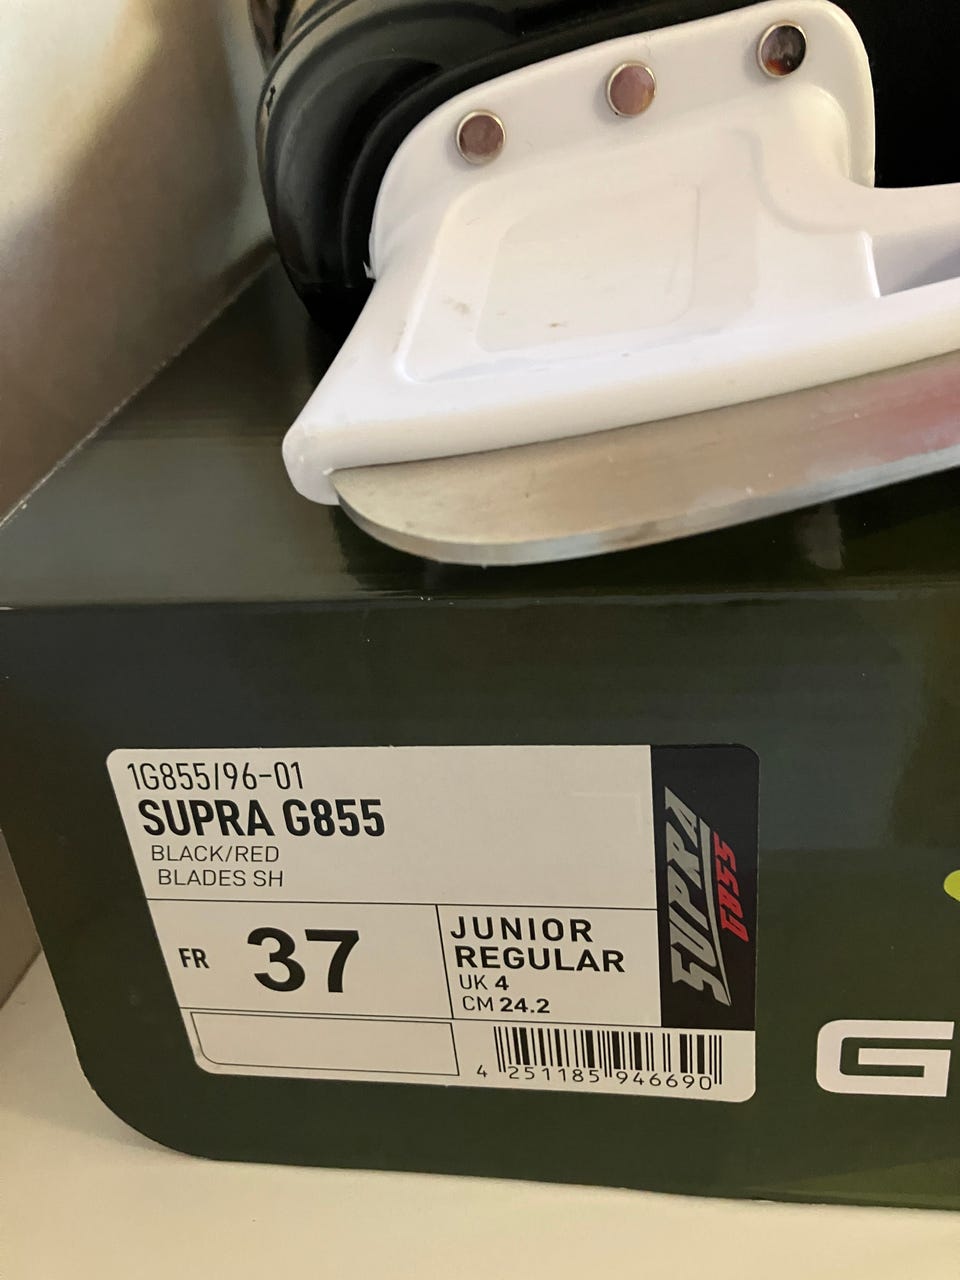 1G855/96-01
SUPRA G855
BLACK/RED
BLADES SH
FR 37
JUNIOR
REGULAR
UK 4
CM 24.2
4 251185 946690
SUPRA
G855
G